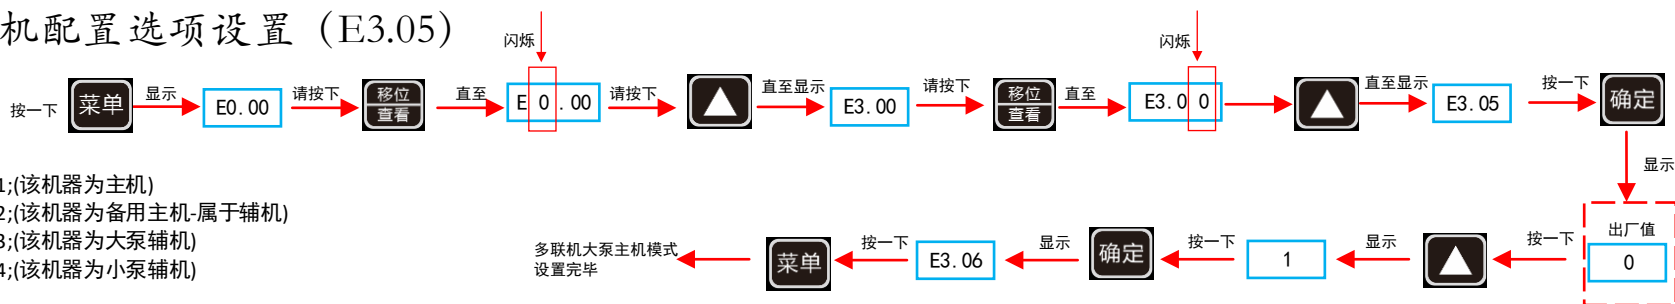 机配置选项设置（E3.05）
闪烁
闪烁
按一下 菜单 显示 E0.00 请按下 移位 查看 直至 E 0 .00 请按下 直至显示 E3.00 请按下 移位 查看 直至 E3.0 0 直至显示 E3.05 按一下 确定
显示
1;(该机器为主机)
2;(该机器为备用主机-属于辅机)
3;(该机器为大泵辅机)
4;(该机器为小泵辅机)
出厂值
0
按一下
显示
1
按一下
确定
显示
E3.06
按一下
菜单
多联机大泵主机模式
设置完毕